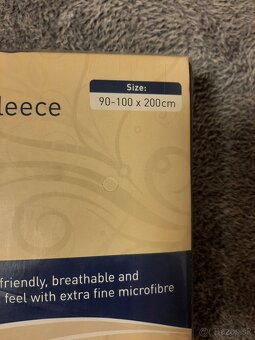 Size:
90-100 x 200cm
leece
friendly, breathable and
feel with extra fine microfibre